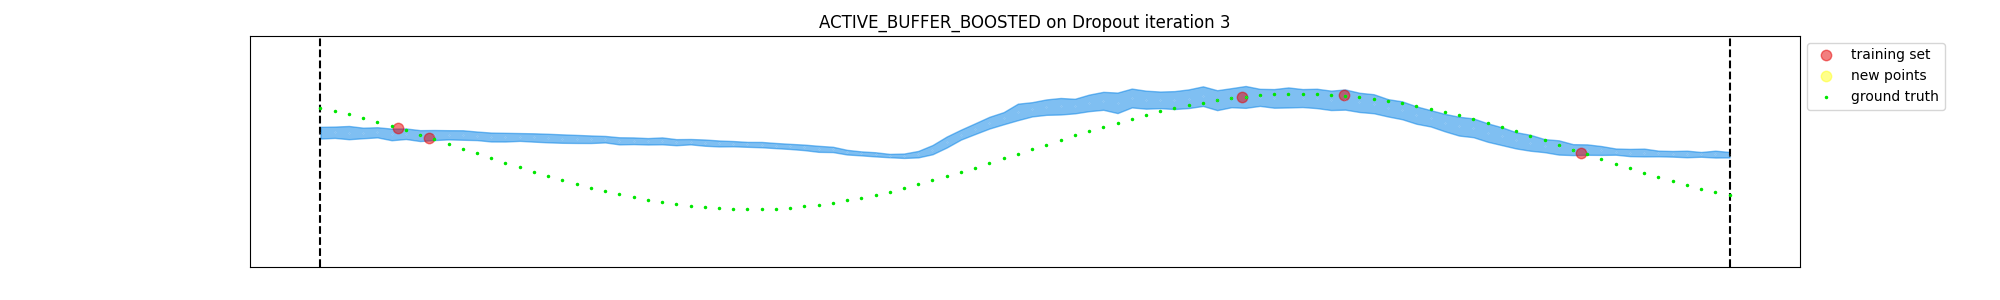 ACTIVE_BUFFER_BOOSTED on Dropout iteration 3
training set
new points
ground truth